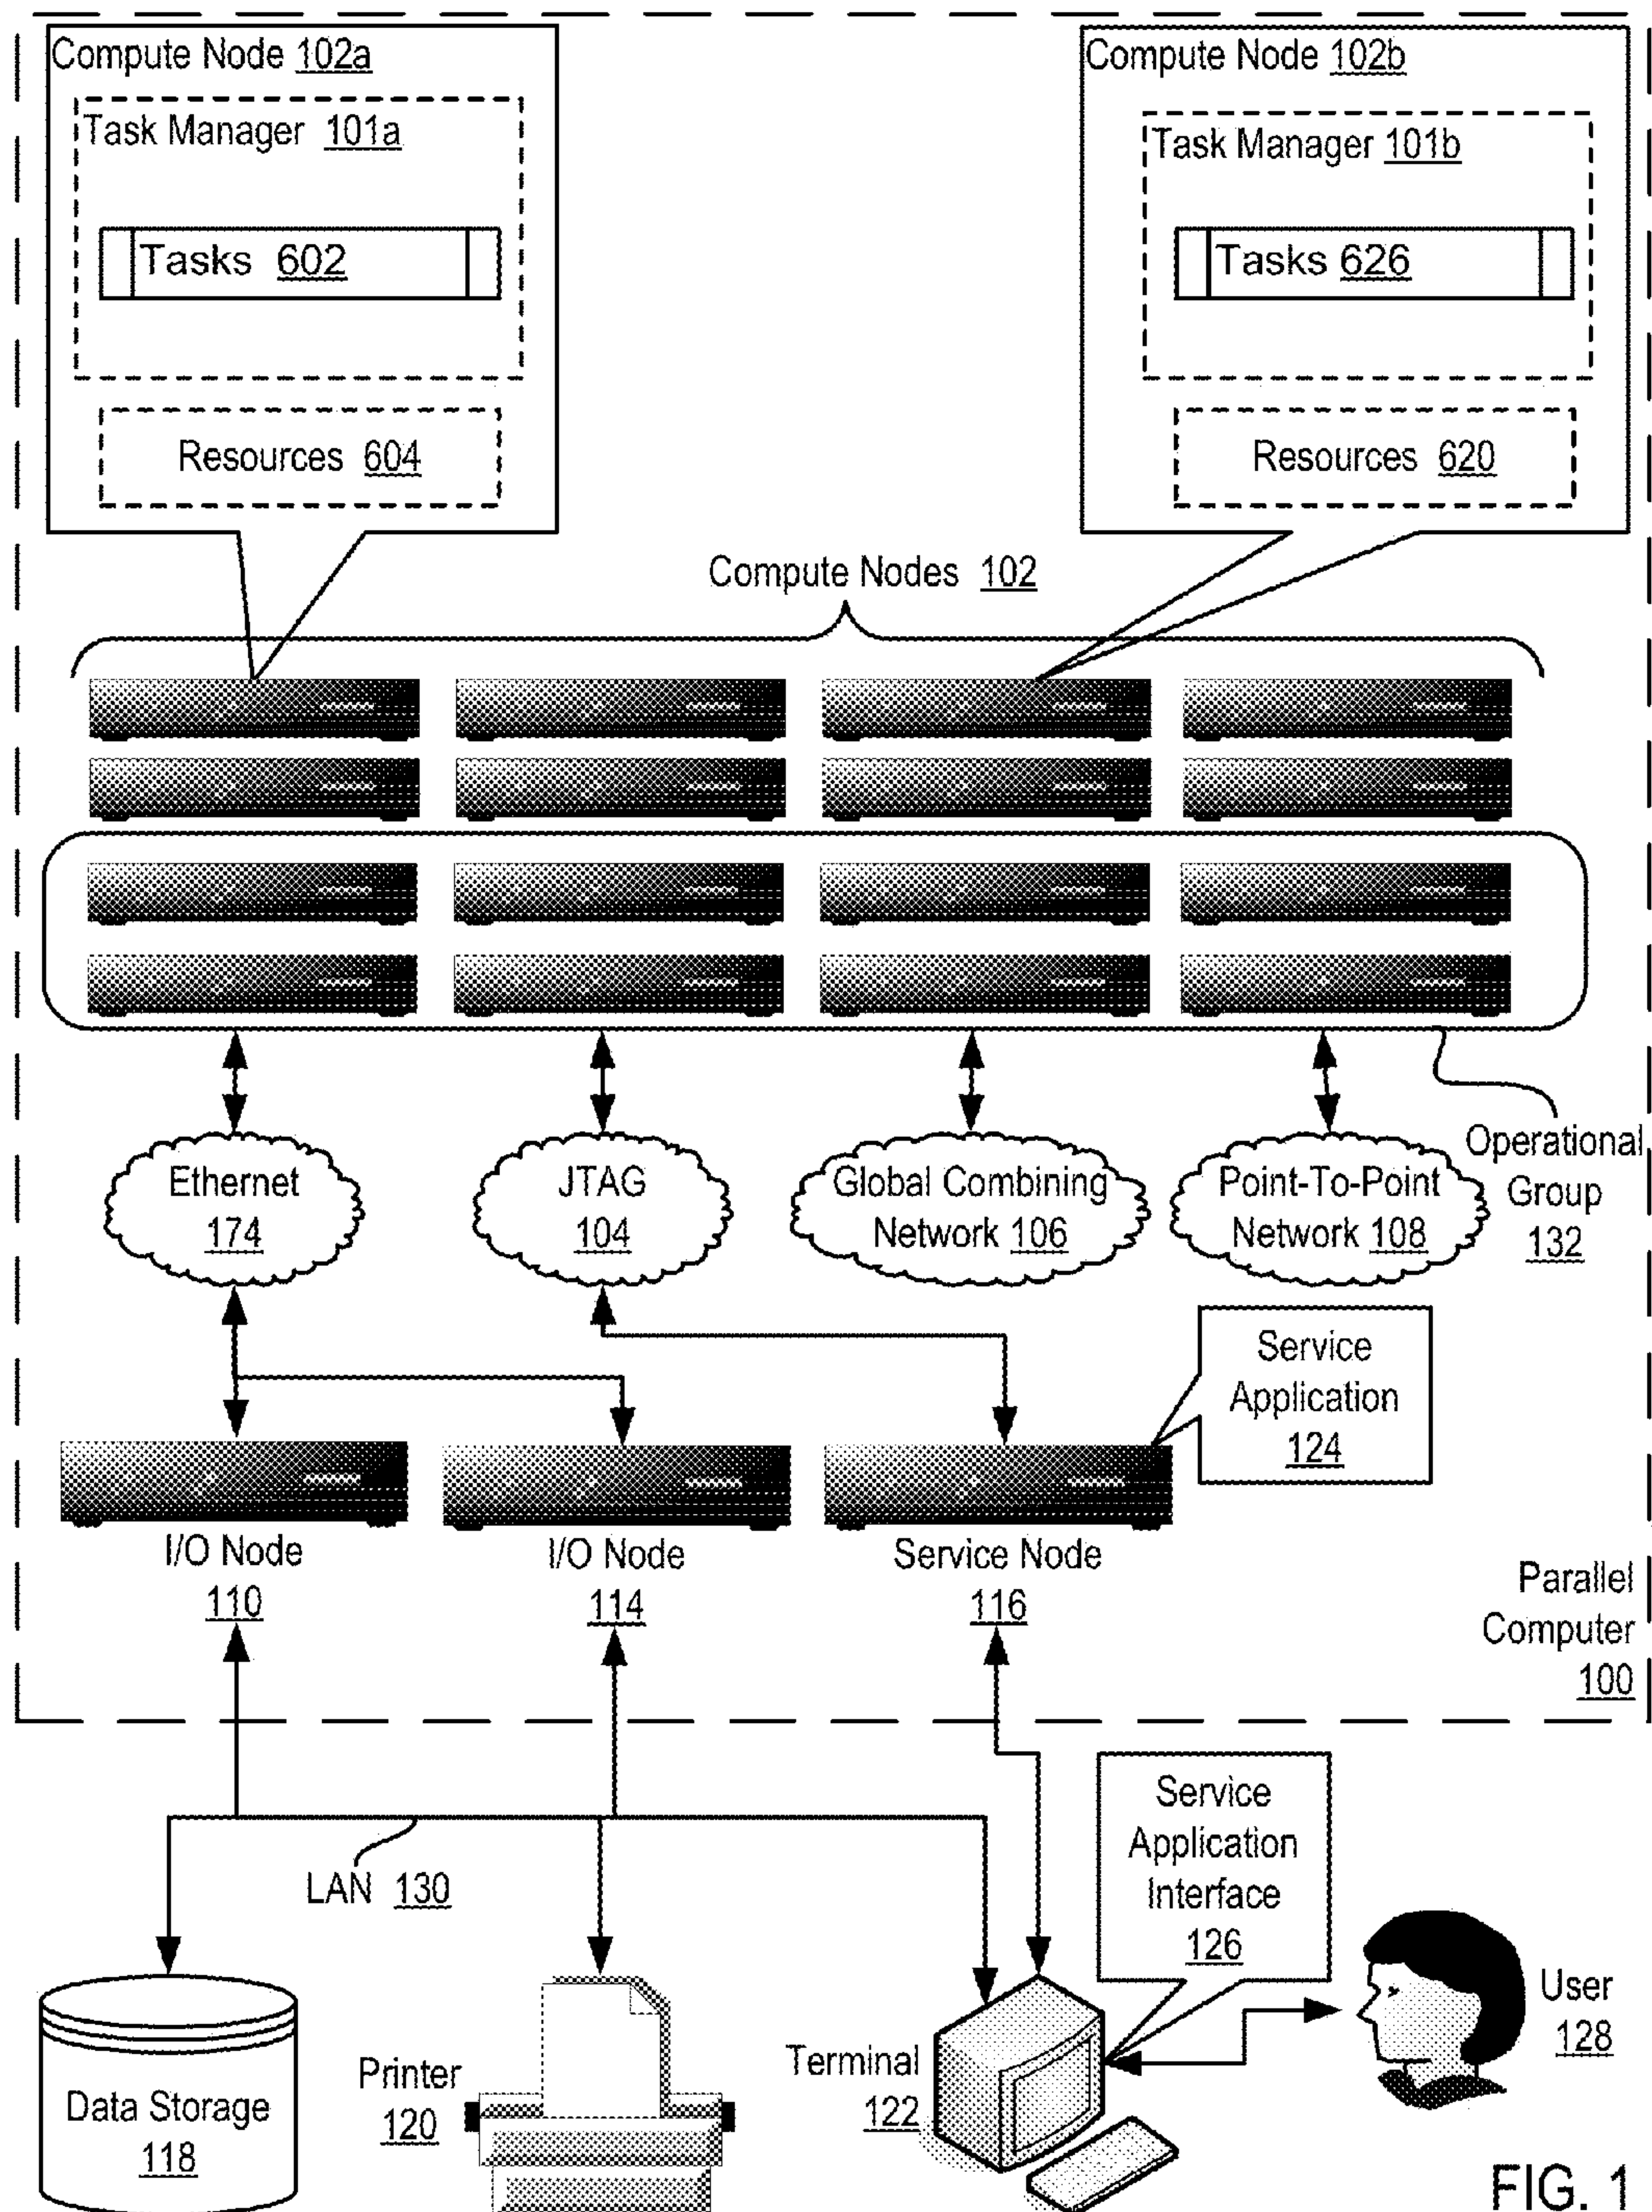 Compute Node 102a
Task Manager 101a
Tasks 602
Resources 604
Compute Node 102b
Task Manager 101b
Tasks 626
Resources 620
Compute Nodes 102
Ethernet
174
JTAG
104
Global Combining
Network 106
Point-To-Point
Network 108
Operational
Group
132
Service
Application
124
I/O Node
110
I/O Node
114
Service Node
116
Parallel
Computer
100
LAN 130
Service
Application
Interface
126
Data Storage
118
Printer
120
Terminal
122
User
128
FIG. 1